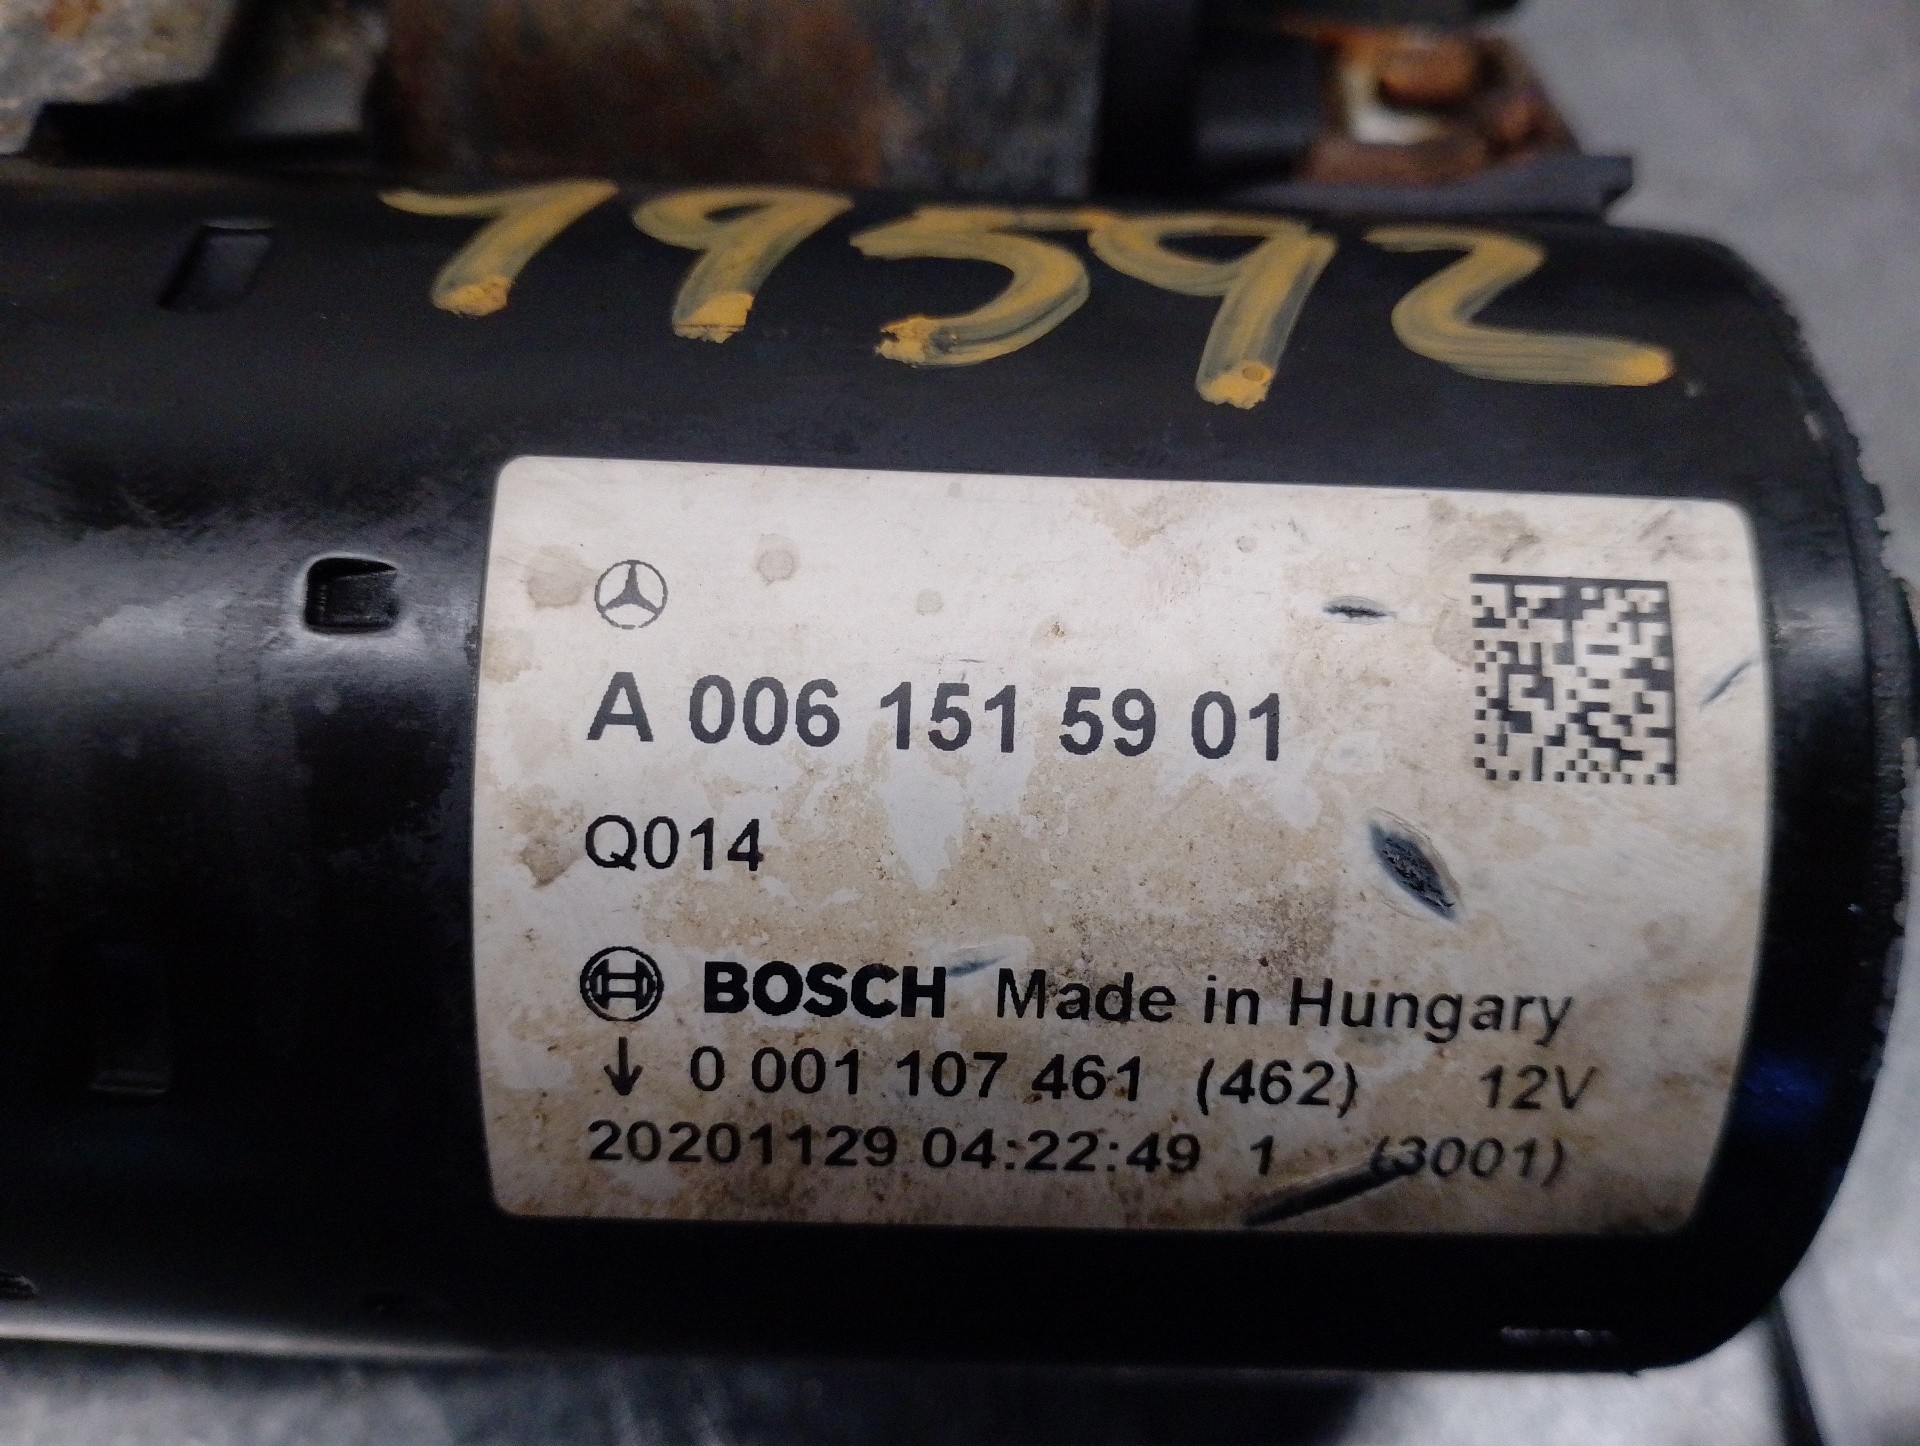 19592
A 006 151 59 01
Q014
BOSCH Made in Hungary
↓ 0 001 107 461 (462) 12V
20201129 04:22:49 1 (3001)